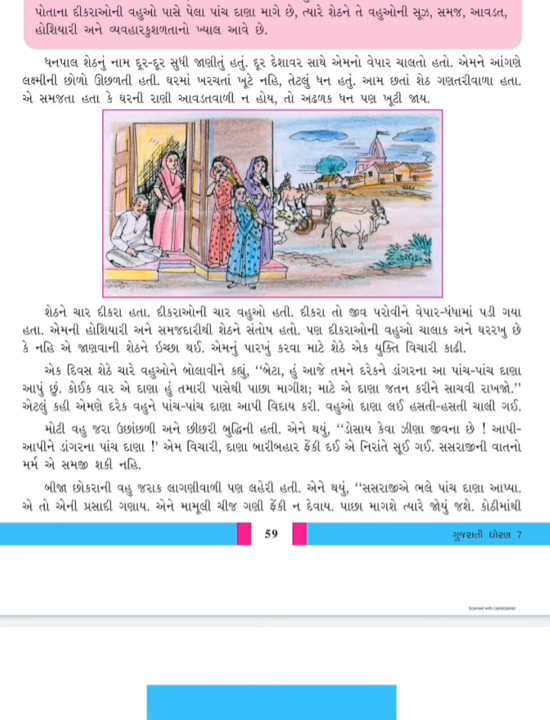 પોતાના દીકરાઓની વહુઓ પાસે પેલા પાંચ દાણા માગે છે, ત્યારે શેઠને તે વહુઓની સૂઝ, સમજ, આવડત,
હોશિયારી અને વ્યવહારકુશળતાનો ખ્યાલ આવે છે.
ધનપાલ શેઠનું નામ દૂર-દૂર સુધી જાણીતું હતું. દૂર દેશાવર સાથે એમનો વેપાર ચાલતો હતો. એમને આંગણે
લક્ષ્મીની છોળો ઊછળતી હતી. ઘરમાં ખરચતાં ખૂટે નહિ, તેટલું ધન હતું. આમ છતાં શેઠ ગણતરીવાળા હતા.
એ સમજતા હતા કે ઘરની રાણી આવડતવાળી ન હોય, તો અઢળક ધન પણ ખૂટી જાય.
શેઠને ચાર દીકરા હતા. દીકરાઓની ચાર વહુઓ હતી. દીકરા તો જીવ પરોવીને વેપાર-ધંધામાં પડી ગયા
હતા. એમની હોશિયારી અને સમજદારીથી શેઠને સંતોષ હતો. પણ દીકરાઓની વહુઓ ચાલાક અને ઘરરખુ છે
કે નહિ એ જાણવાની શેઠને ઇચ્છા થઈ. એમનું પારખું કરવા માટે શેઠે એક યુક્તિ વિચારી કાઢી.
એક દિવસ શેઠે ચારે વહુઓને બોલાવીને કહ્યું, ‘‘બેટા, હું આજે તમને દરેકને ડાંગરના આ પાંચ-પાંચ દાણા
આપું છું. કોઈક વાર એ દાણા હું તમારી પાસેથી પાછા માગીશ; માટે એ દાણા જતન કરીને સાચવી રાખજો.’’
એટલું કહી એમણે દરેક વહુને પાંચ-પાંચ દાણા આપી વિદાય કરી. વહુઓ દાણા લઈ હસતી-હસતી ચાલી ગઈ.
મોટી વહુ જરા ઉછાંછળી અને છીછરી બુદ્ધિની હતી. એને થયું, ‘‘ડોસાય કેવા ઝીણા જીવના છે ! આપી-
આપીને ડાંગરના પાંચ દાણા !' એમ વિચારી, દાણા બારીબહાર ફેંકી દઈ એ નિરાંતે સૂઈ ગઈ. સસરાજીની વાતનો
મર્મ એ સમજી શકી નહિ.
બીજા છોકરાની વહુ જરાક લાગણીવાળી પણ લહેરી હતી. એને થયું, ‘‘સસરાજીએ ભલે પાંચ દાણા આપ્યા.
એ તો એની પ્રસાદી ગણાય. એને મામૂલી ચીજ ગણી ફેંકી ન દેવાય. પાછા માગશે ત્યારે જોયું જશે. કોઠીમાંથી
59
ગુજરાતી ધોરણ 7
Scanned with CamScanner